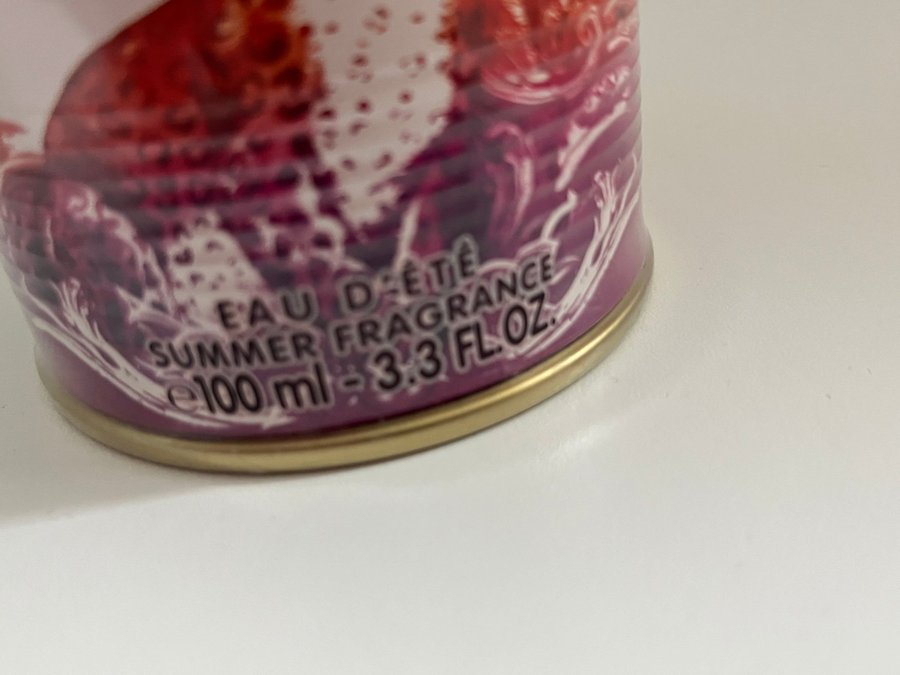 EAU D'ÉTÉ
SUMMER FRAGRANCE
℮100 ml - 3.3 FL.OZ.